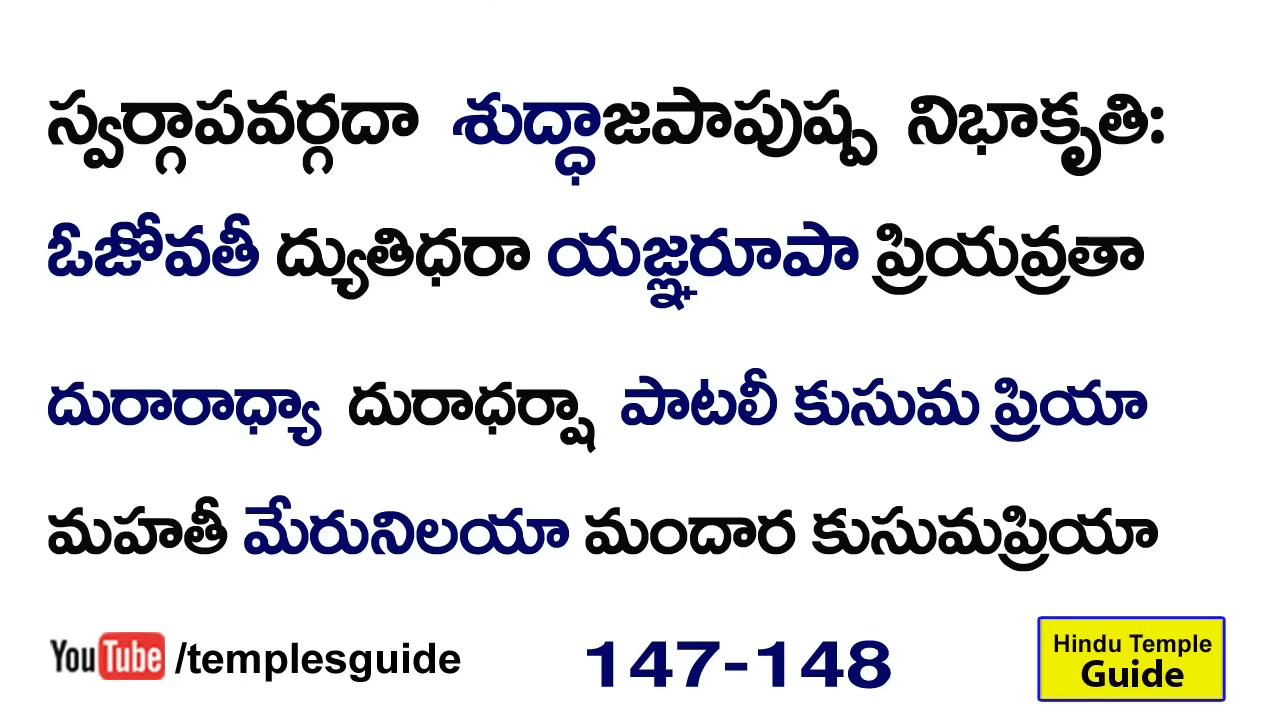 స్వర్గాపవర్గదా శుద్ధాజపాపుష్ప నిభాకృతిః
ఓజోవతీ ద్యుతిధరా యజ్ఞరూపా ప్రియవ్రతా
దురారాధ్యా దురాధర్షా పాటలీ కుసుమ ప్రియా
మహతీ మేరునిలయా మందార కుసుమప్రియా
YouTube /templesguide 147-148 Hindu Temple
Guide